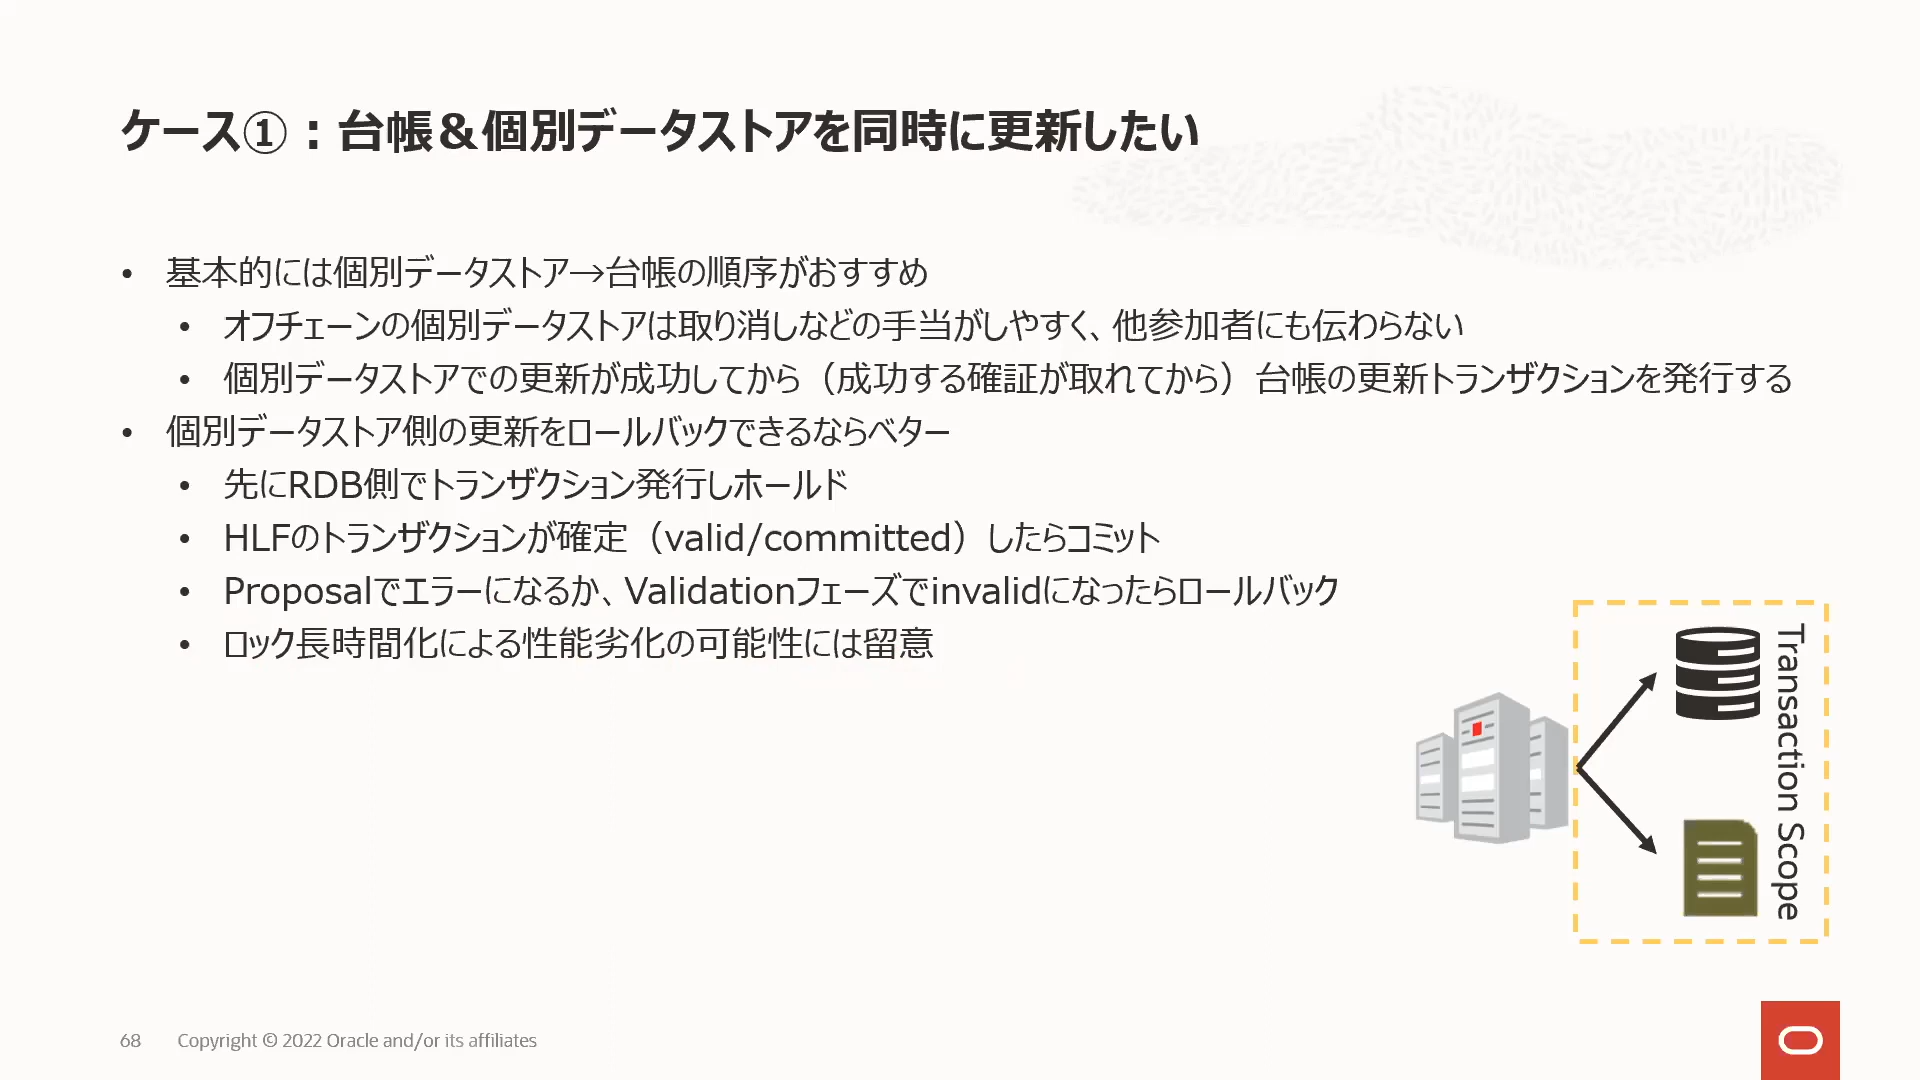 ケース①：台帳＆個別データストアを同時に更新したい
• 基本的には個別データストア→台帳の順序がおすすめ
• オフチェーンの個別データストアは取り消しなどの手当がしやすく、他参加者にも伝わらない
• 個別データストアでの更新が成功してから（成功する確証が取れてから）台帳の更新トランザクションを発行する
• 個別データストア側の更新をロールバックできるならベター
• 先にRDB側でトランザクション発行しホールド
• HLFのトランザクションが確定（valid/committed）したらコミット
• Proposalでエラーになるか、Validationフェーズでinvalidになったらロールバック
• ロック長時間化による性能劣化の可能性には留意
Transaction Scope
68 Copyright © 2022 Oracle and/or its affiliates